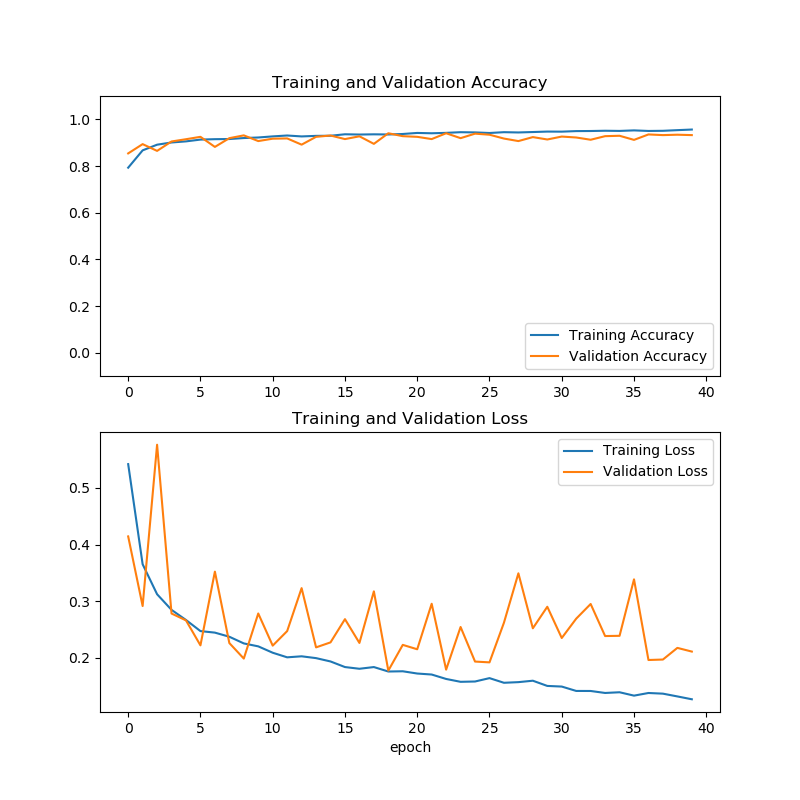 Training and Validation Accuracy
1.0
0.8
0.6
0.4
0.2
0.0
Training Accuracy
Validation Accuracy
0 5 10 15 20 25 30 35 40
Training and Validation Loss
Training Loss
Validation Loss
0.5
0.4
0.3
0.2
0 5 10 15 20 25 30 35 40
epoch